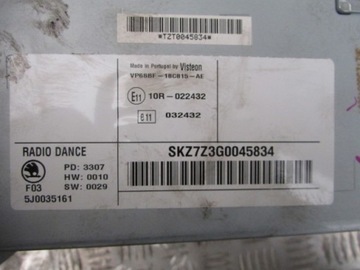 *TZT0045834*
Made in Portugal by Visteon
VP6SBF-18C815-AE
E11 10R-022432
e11 032432
RADIO DANCE
SKZ7Z3G0045834
PD: 3307
HW: 0010
F03 SW: 0029
5J0035161